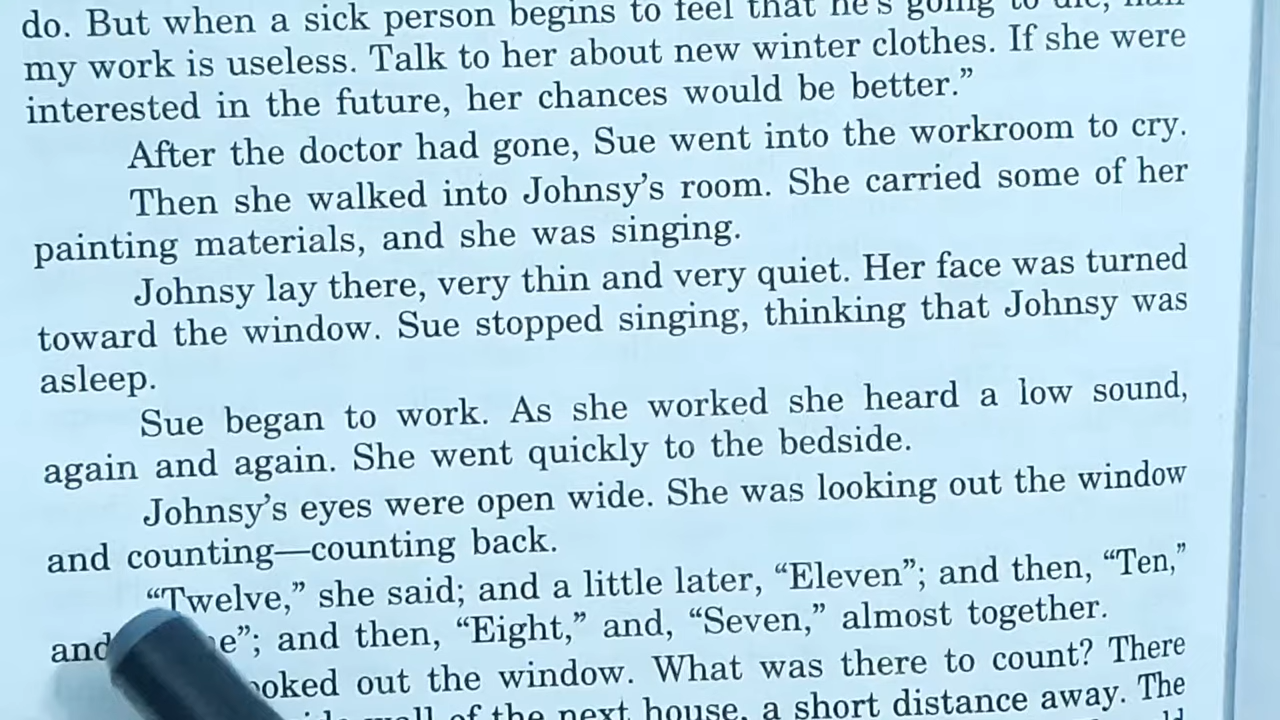 do. But when a sick person begins to feel that he's going to die, half
my work is useless. Talk to her about new winter clothes. If she were
interested in the future, her chances would be better.”
After the doctor had gone, Sue went into the workroom to cry.
Then she walked into Johnsy’s room. She carried some of her
painting materials, and she was singing.
Johnsy lay there, very thin and very quiet. Her face was turned
toward the window. Sue stopped singing, thinking that Johnsy was
asleep.
Sue began to work. As she worked she heard a low sound,
again and again. She went quickly to the bedside.
Johnsy’s eyes were open wide. She was looking out the window
and counting—counting back.
“Twelve,” she said; and a little later, “Eleven”; and then, “Ten,”
and e”; and then, “Eight,” and, “Seven,” almost together.
oked out the window. What was there to count? There
wall of the next house, a short distance away. The